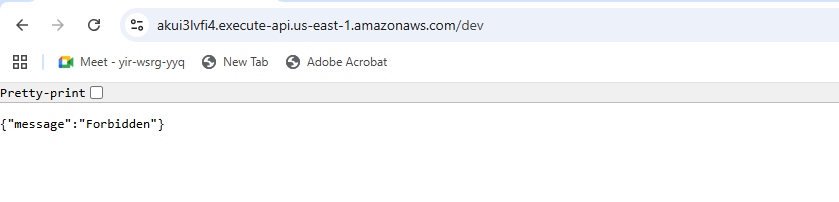 akui3lvfi4.execute-api.us-east-1.amazonaws.com/dev
Meet - yir-wsrg-yyq New Tab Adobe Acrobat
Pretty-print
{"message":"Forbidden"}